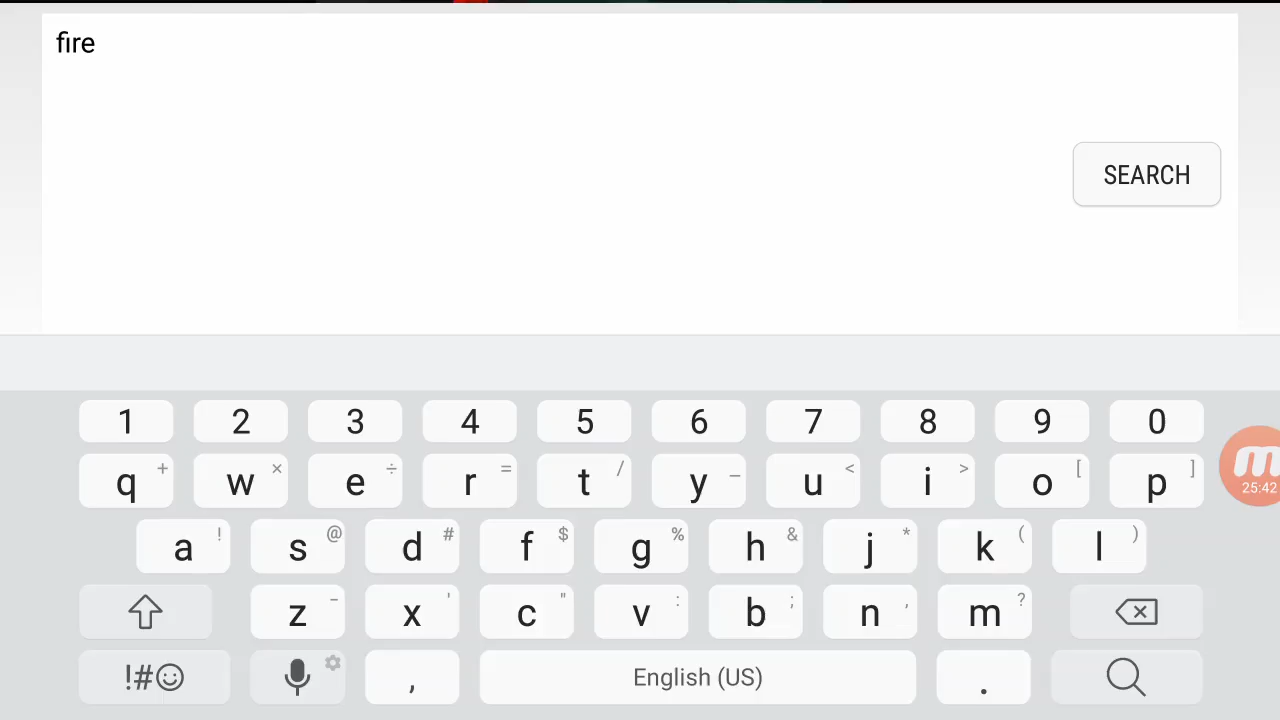 fire
SEARCH
1 2 3 4 5 6 7 8 9 0
q + w × e ÷ r = t / y _ u < i > o [ p ]
a ! s @ d # f $ g % h & j * k ( l )
z - x ' c " v : b ; n , m ?
!# , English (US) .
m
25:42